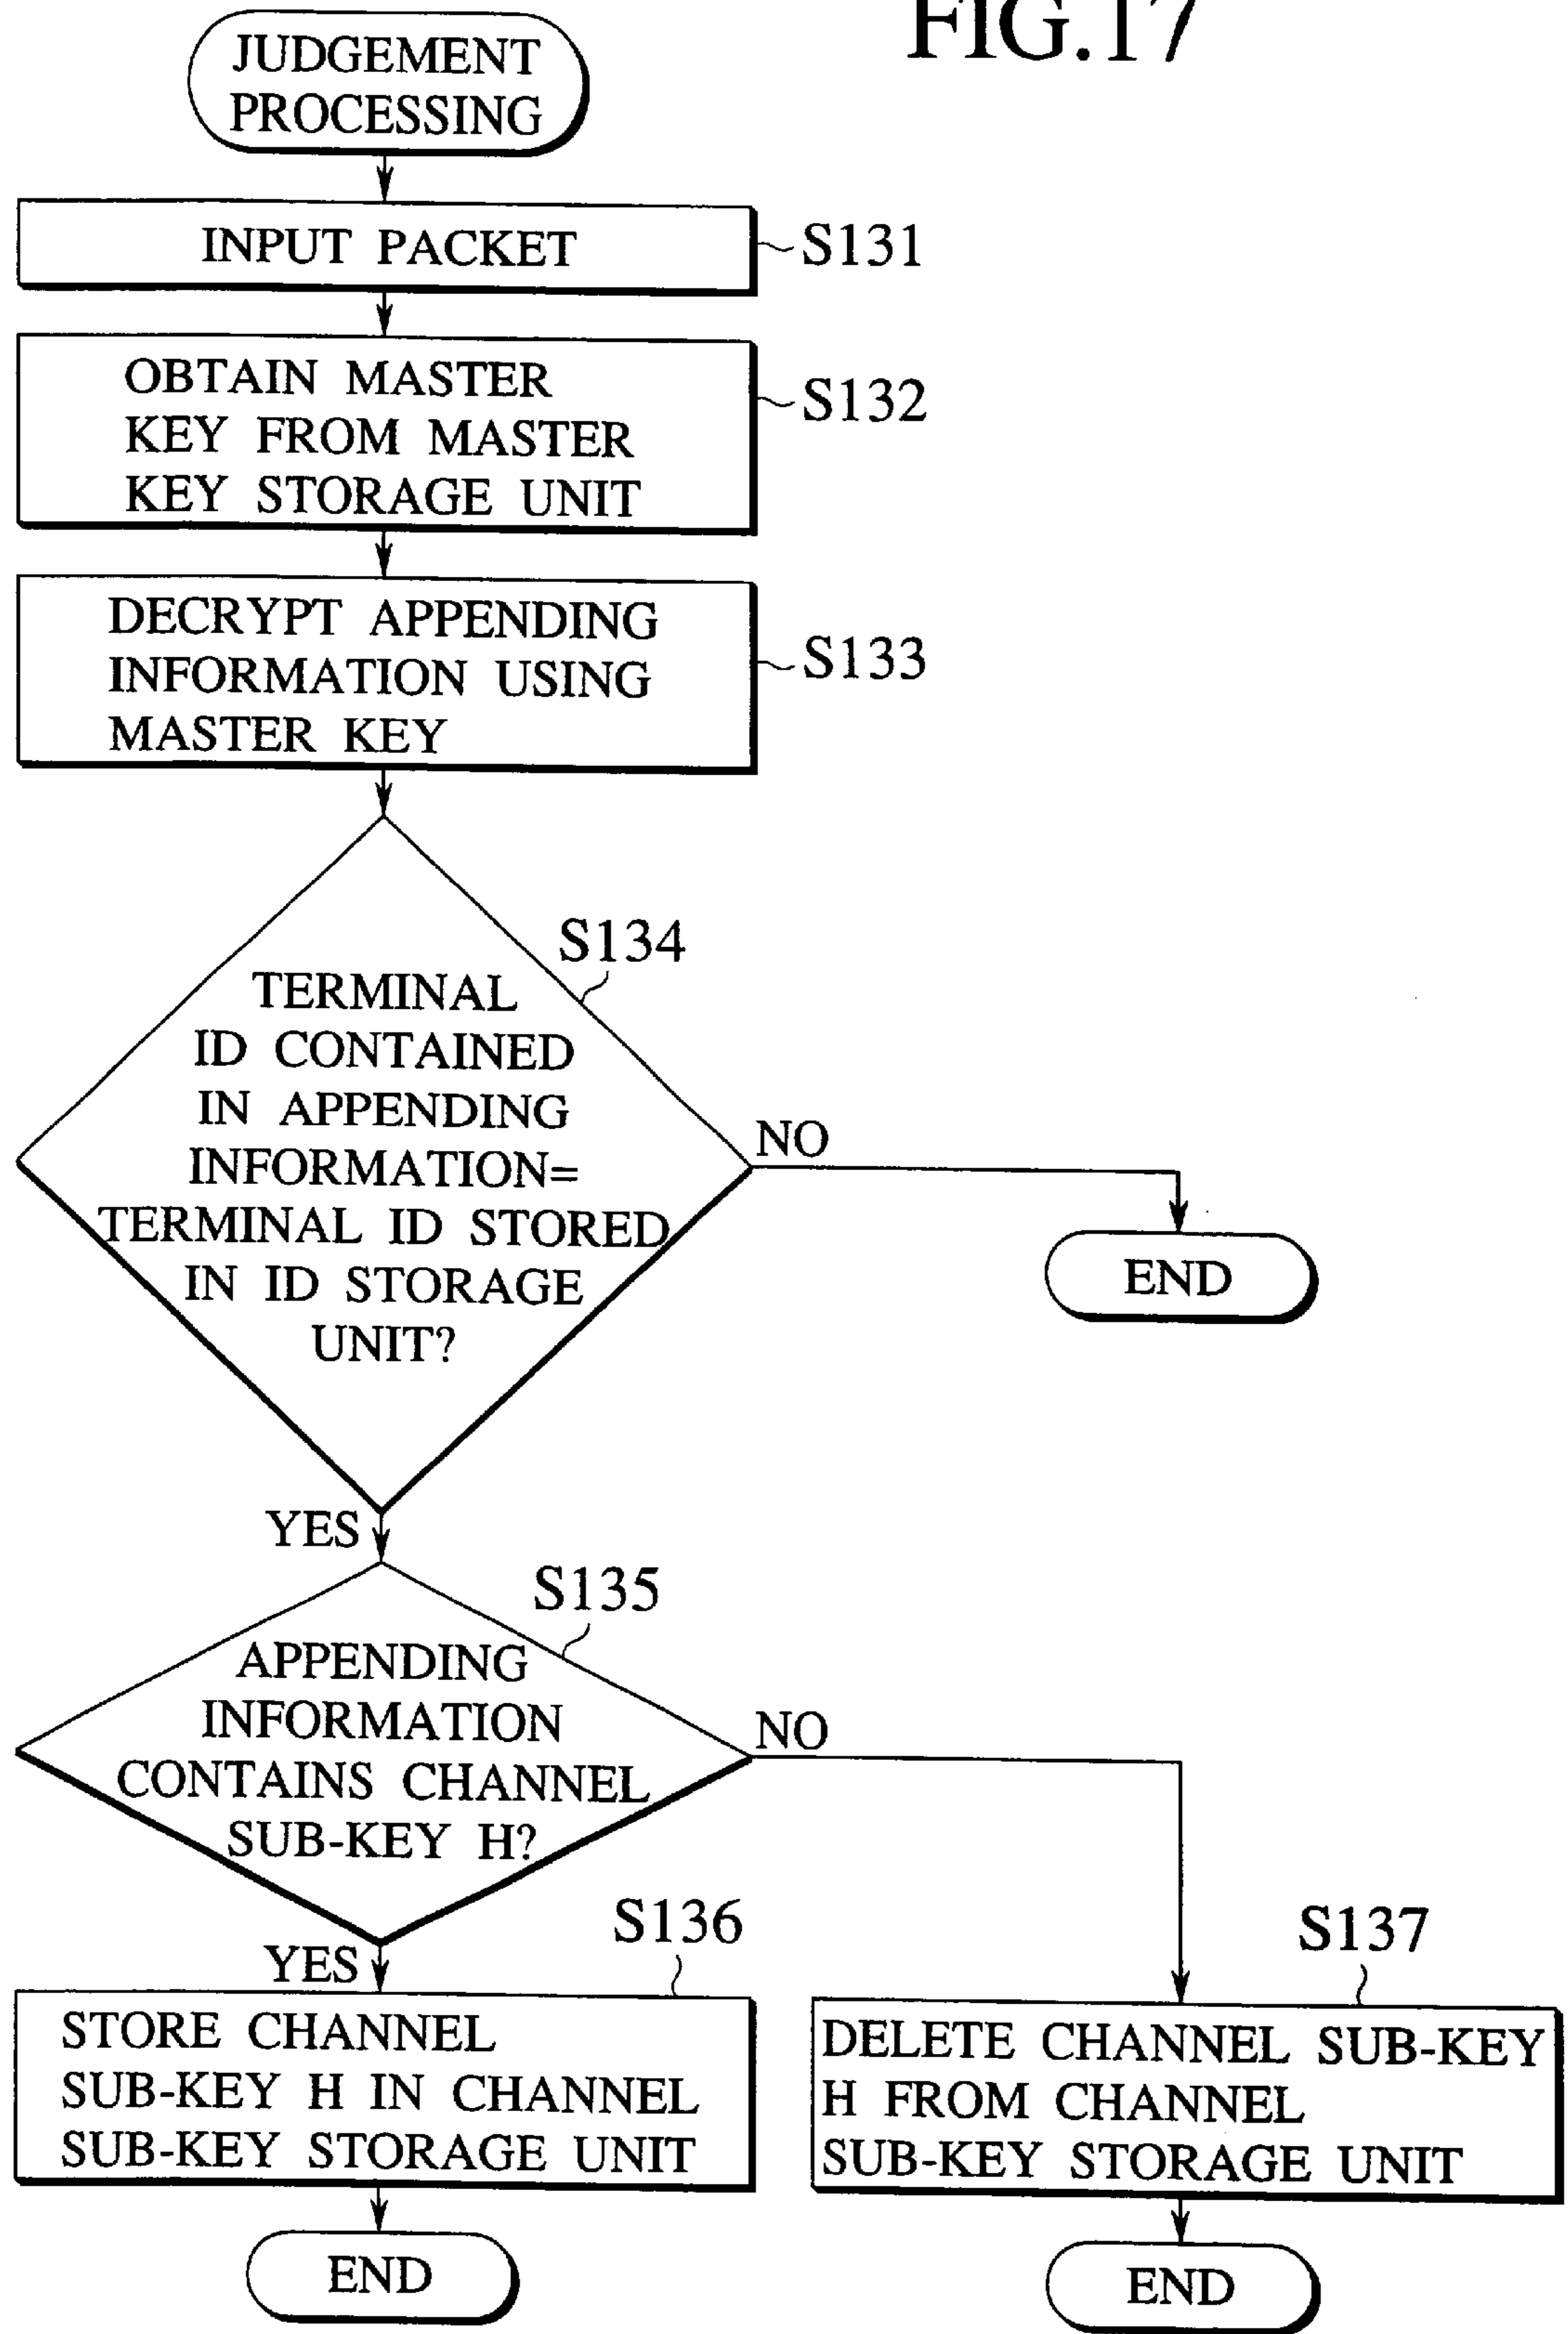 FIG.17
JUDGEMENT
PROCESSING
INPUT PACKET
S131
OBTAIN MASTER
KEY FROM MASTER
KEY STORAGE UNIT
S132
DECRYPT APPENDING
INFORMATION USING
MASTER KEY
S133
S134
TERMINAL
ID CONTAINED
IN APPENDING
INFORMATION=
TERMINAL ID STORED
IN ID STORAGE
UNIT?
NO
END
YES
S135
APPENDING
INFORMATION
CONTAINS CHANNEL
SUB-KEY H?
NO
YES
S136
STORE CHANNEL
SUB-KEY H IN CHANNEL
SUB-KEY STORAGE UNIT
END
S137
DELETE CHANNEL SUB-KEY
H FROM CHANNEL
SUB-KEY STORAGE UNIT
END